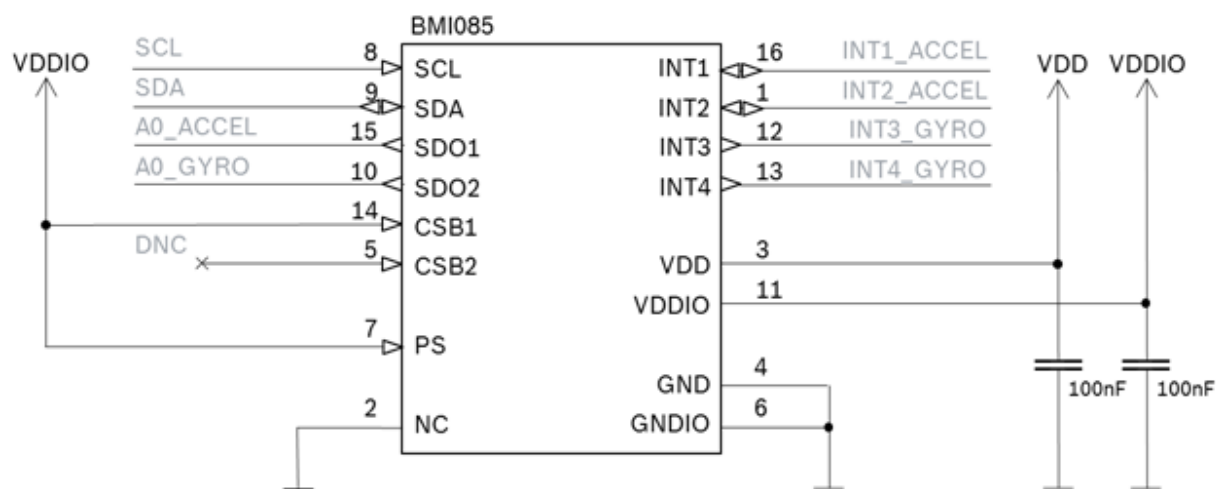 BMI085
VDDIO
SCL
8
SCL
SDA
9
SDA
A0_ACCEL
15
SDO1
A0_GYRO
10
SDO2
14
CSB1
DNC
5
CSB2
7
PS
2
NC
INT1
16
INT1_ACCEL
INT2
1
INT2_ACCEL
INT3
12
INT3_GYRO
INT4
13
INT4_GYRO
VDD
3
VDDIO
11
GND
4
GNDIO
6
VDD
VDDIO
100nF
100nF